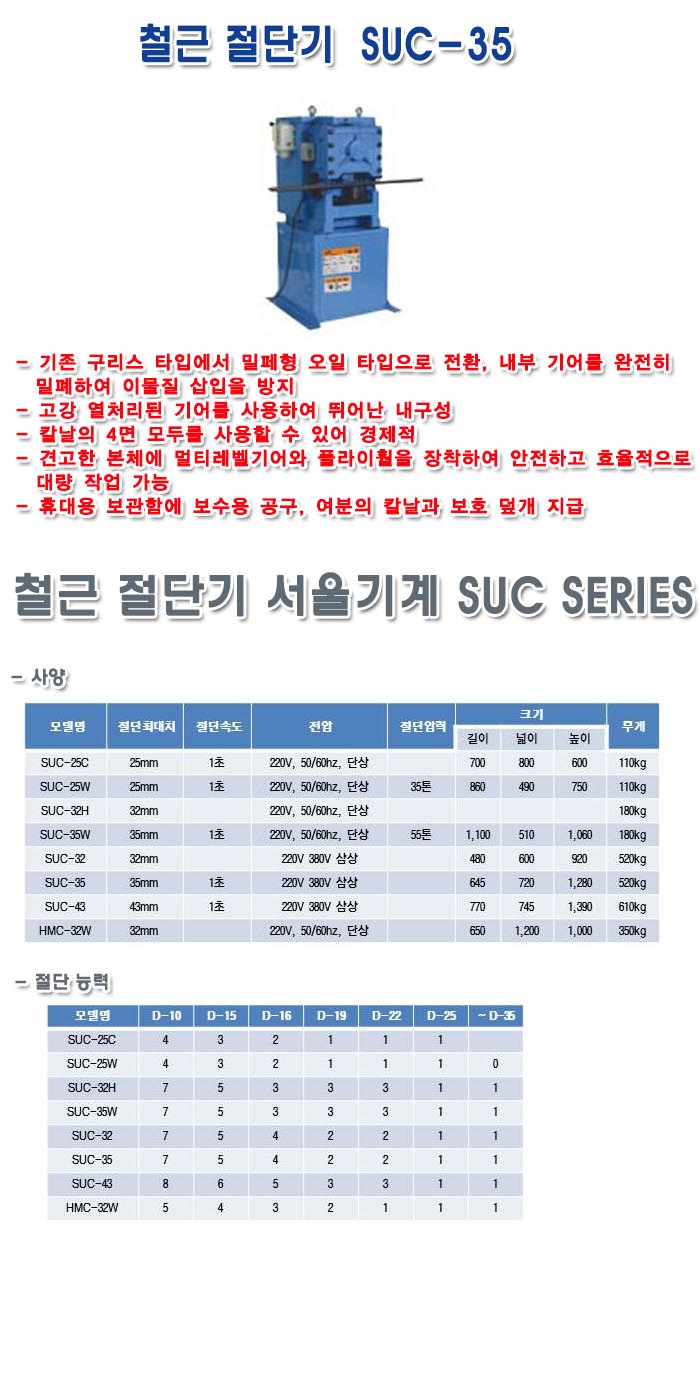 철근 절단기 SUC-35
- 기존 구리스 타입에서 밀폐형 오일 타입으로 전환, 내부 기어를 완전히
밀폐하여 이물질 삽입을 방지
- 고강 열처리된 기어를 사용하여 뛰어난 내구성
- 칼날의 4면 모두를 사용할 수 있어 경제적
- 견고한 본체에 멀티레벨기어와 플라이휠을 장착하여 안전하고 효율적으로
대량 작업 가능
- 휴대용 보관함에 보수용 공구, 여분의 칼날과 보호 덮개 지급
철근 절단기 서울기계 SUC SERIES
- 사양
모델명 절단최대치 절단속도 전압 절단압력 크기 무게
길이 넓이 높이
SUC-25C 25mm 1초 220V, 50/60hz, 단상 700 800 600 110kg
SUC-25W 25mm 1초 220V, 50/60hz, 단상 35톤 860 490 750 110kg
SUC-32H 32mm 220V, 50/60hz, 단상 180kg
SUC-35W 35mm 1초 220V, 50/60hz, 단상 55톤 1,100 510 1,060 180kg
SUC-32 32mm 220V 380V 삼상 480 600 920 520kg
SUC-35 35mm 1초 220V 380V 삼상 645 720 1,280 520kg
SUC-43 43mm 1초 220V 380V 삼상 770 745 1,390 610kg
HMC-32W 32mm 220V, 50/60hz, 단상 650 1,200 1,000 350kg
- 절단 능력
모델명 D-10 D-15 D-16 D-19 D-22 D-25 ~ D-35
SUC-25C 4 3 2 1 1 1
SUC-25W 4 3 2 1 1 1 0
SUC-32H 7 5 3 3 3 1 1
SUC-35W 7 5 3 3 3 1 1
SUC-32 7 5 4 2 2 1 1
SUC-35 7 5 4 2 2 1 1
SUC-43 8 6 5 3 3 1 1
HMC-32W 5 4 3 2 1 1 1